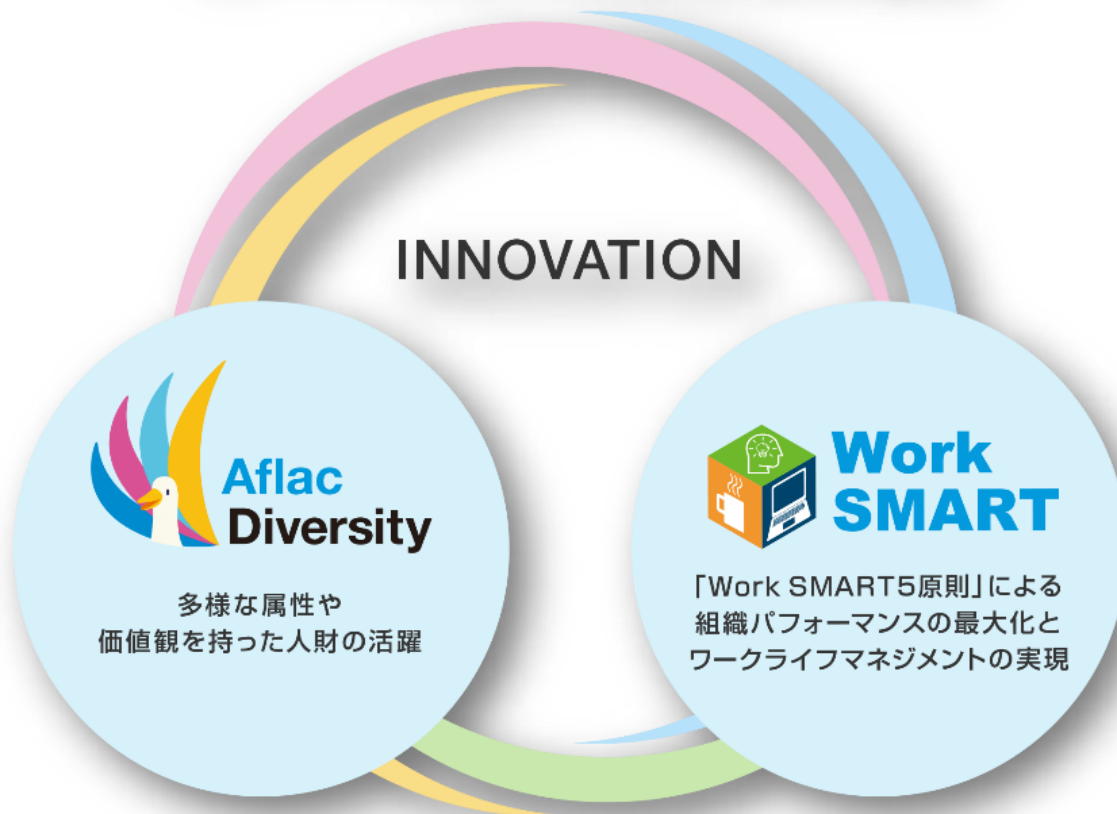 INNOVATION
Aflac
Diversity
多様な属性や
価値観を持った人財の活躍
Work
SMART
「Work SMART5原則」による
組織パフォーマンスの最大化と
ワークライフマネジメントの実現